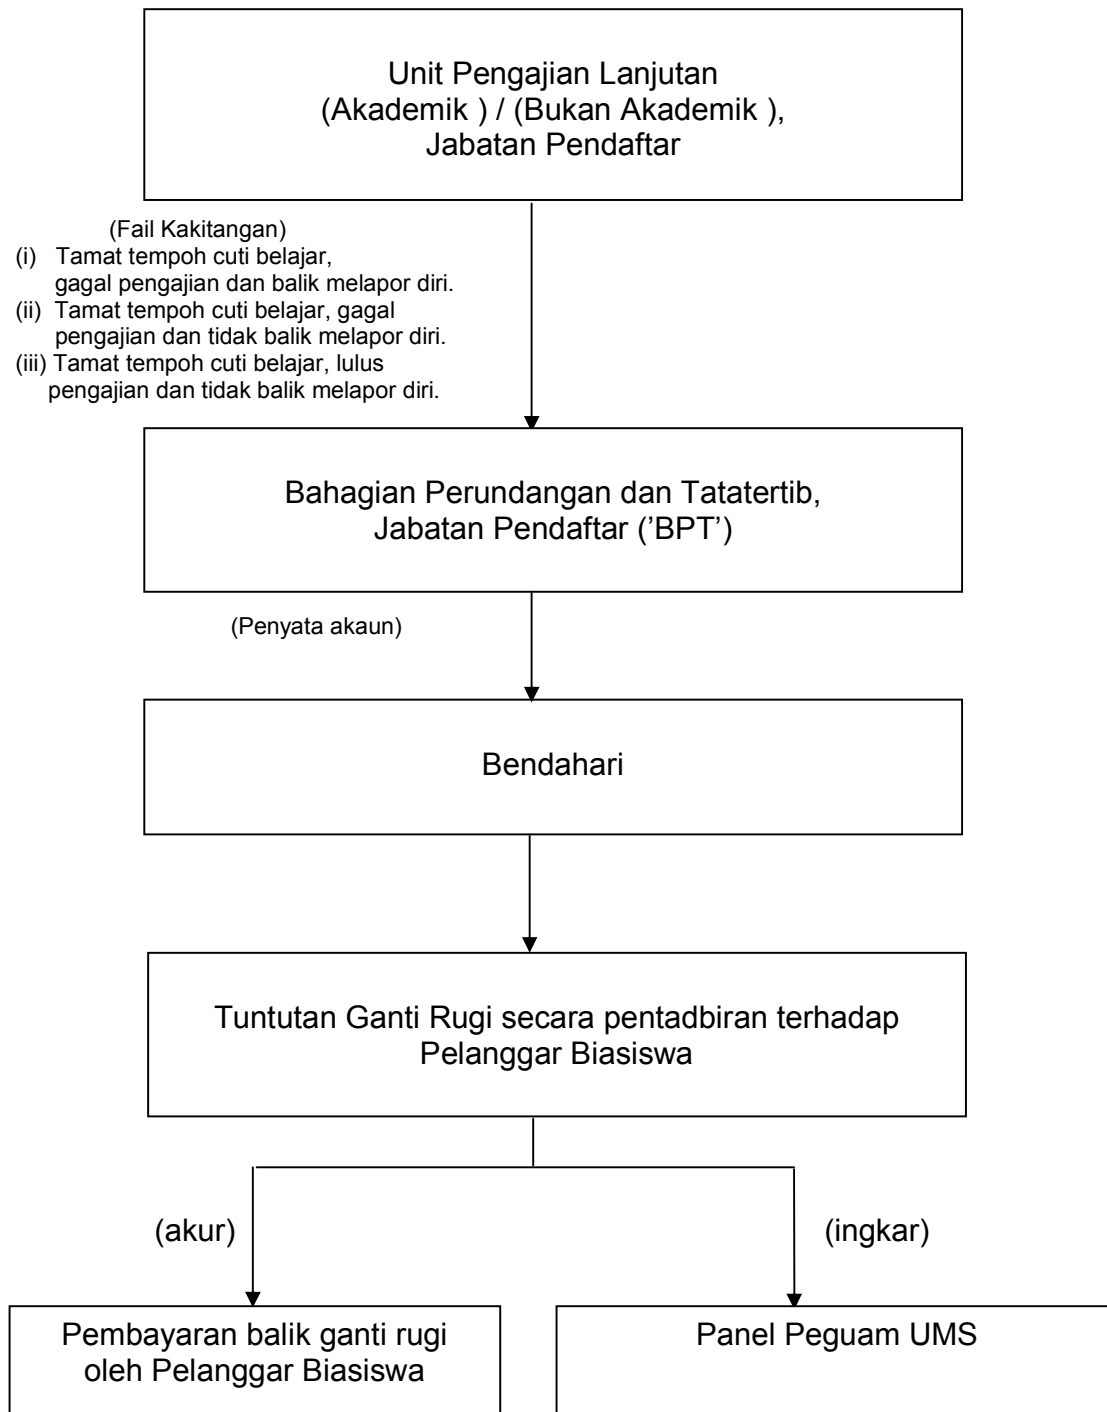 Unit Pengajian Lanjutan
(Akademik ) / (Bukan Akademik ),
Jabatan Pendaftar
(Fail Kakitangan)
(i) Tamat tempoh cuti belajar,
gagal pengajian dan balik melapor diri.
(ii) Tamat tempoh cuti belajar, gagal
pengajian dan tidak balik melapor diri.
(iii) Tamat tempoh cuti belajar, lulus
pengajian dan tidak balik melapor diri.
Bahagian Perundangan dan Tatatertib,
Jabatan Pendaftar (’BPT’)
(Penyata akaun)
Bendahari
Tuntutan Ganti Rugi secara pentadbiran terhadap
Pelanggar Biasiswa
(akur)
(ingkar)
Pembayaran balik ganti rugi
oleh Pelanggar Biasiswa
Panel Peguam UMS